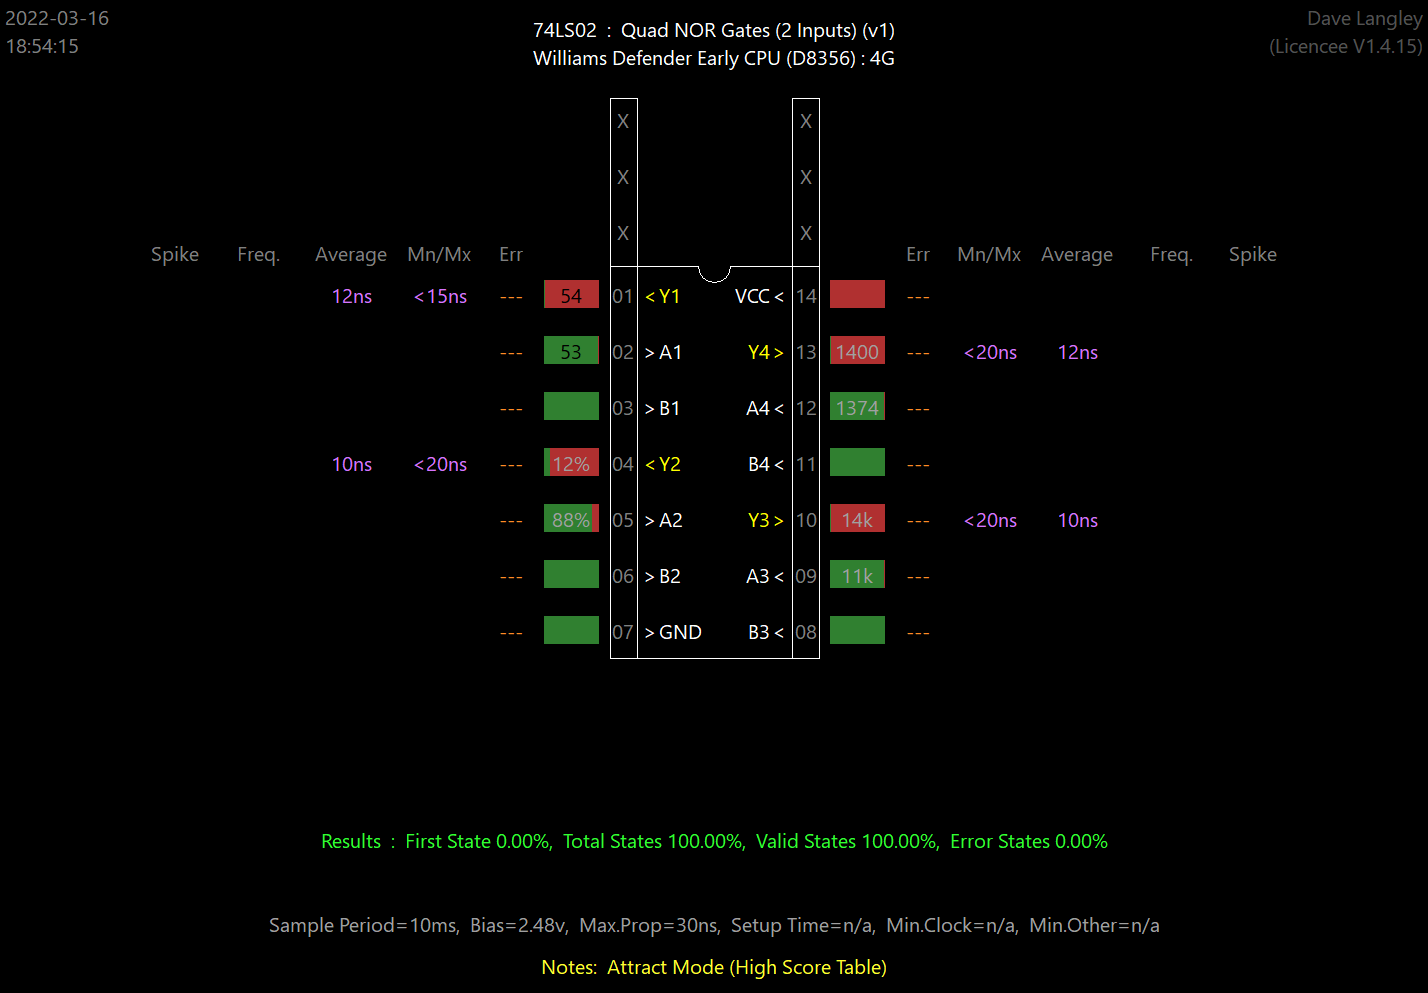 2022-03-16
18:54:15
74LS02 : Quad NOR Gates (2 Inputs) (v1)
Williams Defender Early CPU (D8356) : 4G
Dave Langley
(Licencee V1.4.15)
X X
X X
X X
Spike Freq. Average Mn/Mx Err Err Mn/Mx Average Freq. Spike
12ns <15ns --- 54 01 < Y1 VCC < 14 ---
--- 53 02 > A1 Y4 > 13 1400 --- <20ns 12ns
--- 03 > B1 A4 < 12 1374 ---
10ns <20ns --- 12% 04 < Y2 B4 < 11 ---
--- 88% 05 > A2 Y3 > 10 14k --- <20ns 10ns
--- 06 > B2 A3 < 09 11k ---
--- 07 > GND B3 < 08 ---
Results : First State 0.00%, Total States 100.00%, Valid States 100.00%, Error States 0.00%
Sample Period=10ms, Bias=2.48v, Max.Prop=30ns, Setup Time=n/a, Min.Clock=n/a, Min.Other=n/a
Notes: Attract Mode (High Score Table)